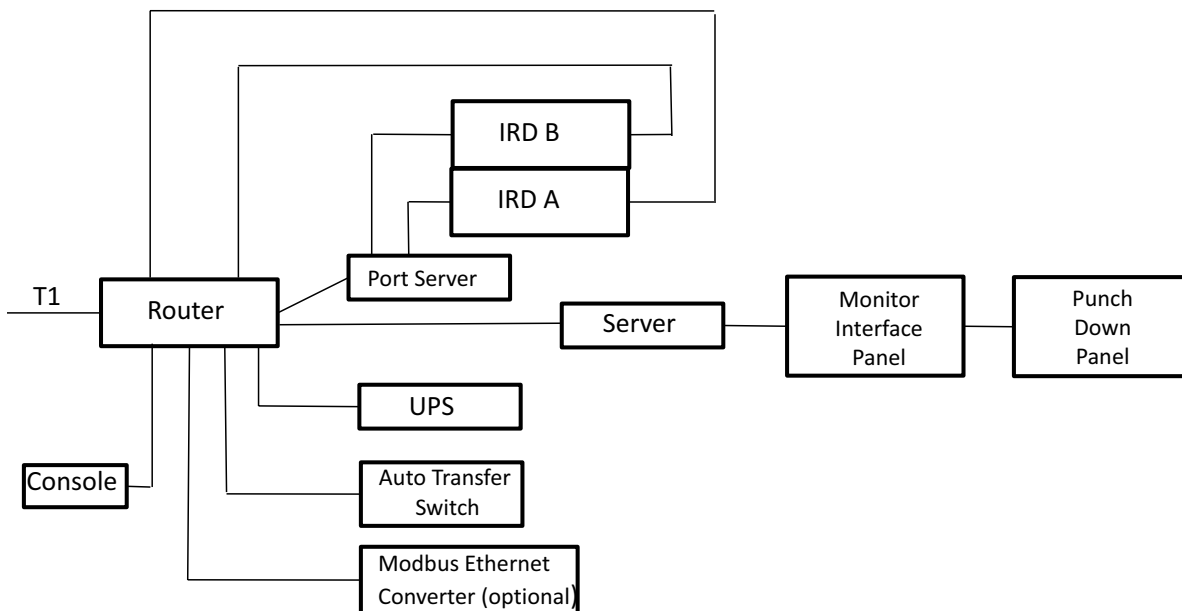 IRD B
IRD A
Port Server
T1
Router
Server
Monitor
Interface
Panel
Punch
Down
Panel
UPS
Console
Auto Transfer
Switch
Modbus Ethernet
Converter (optional)